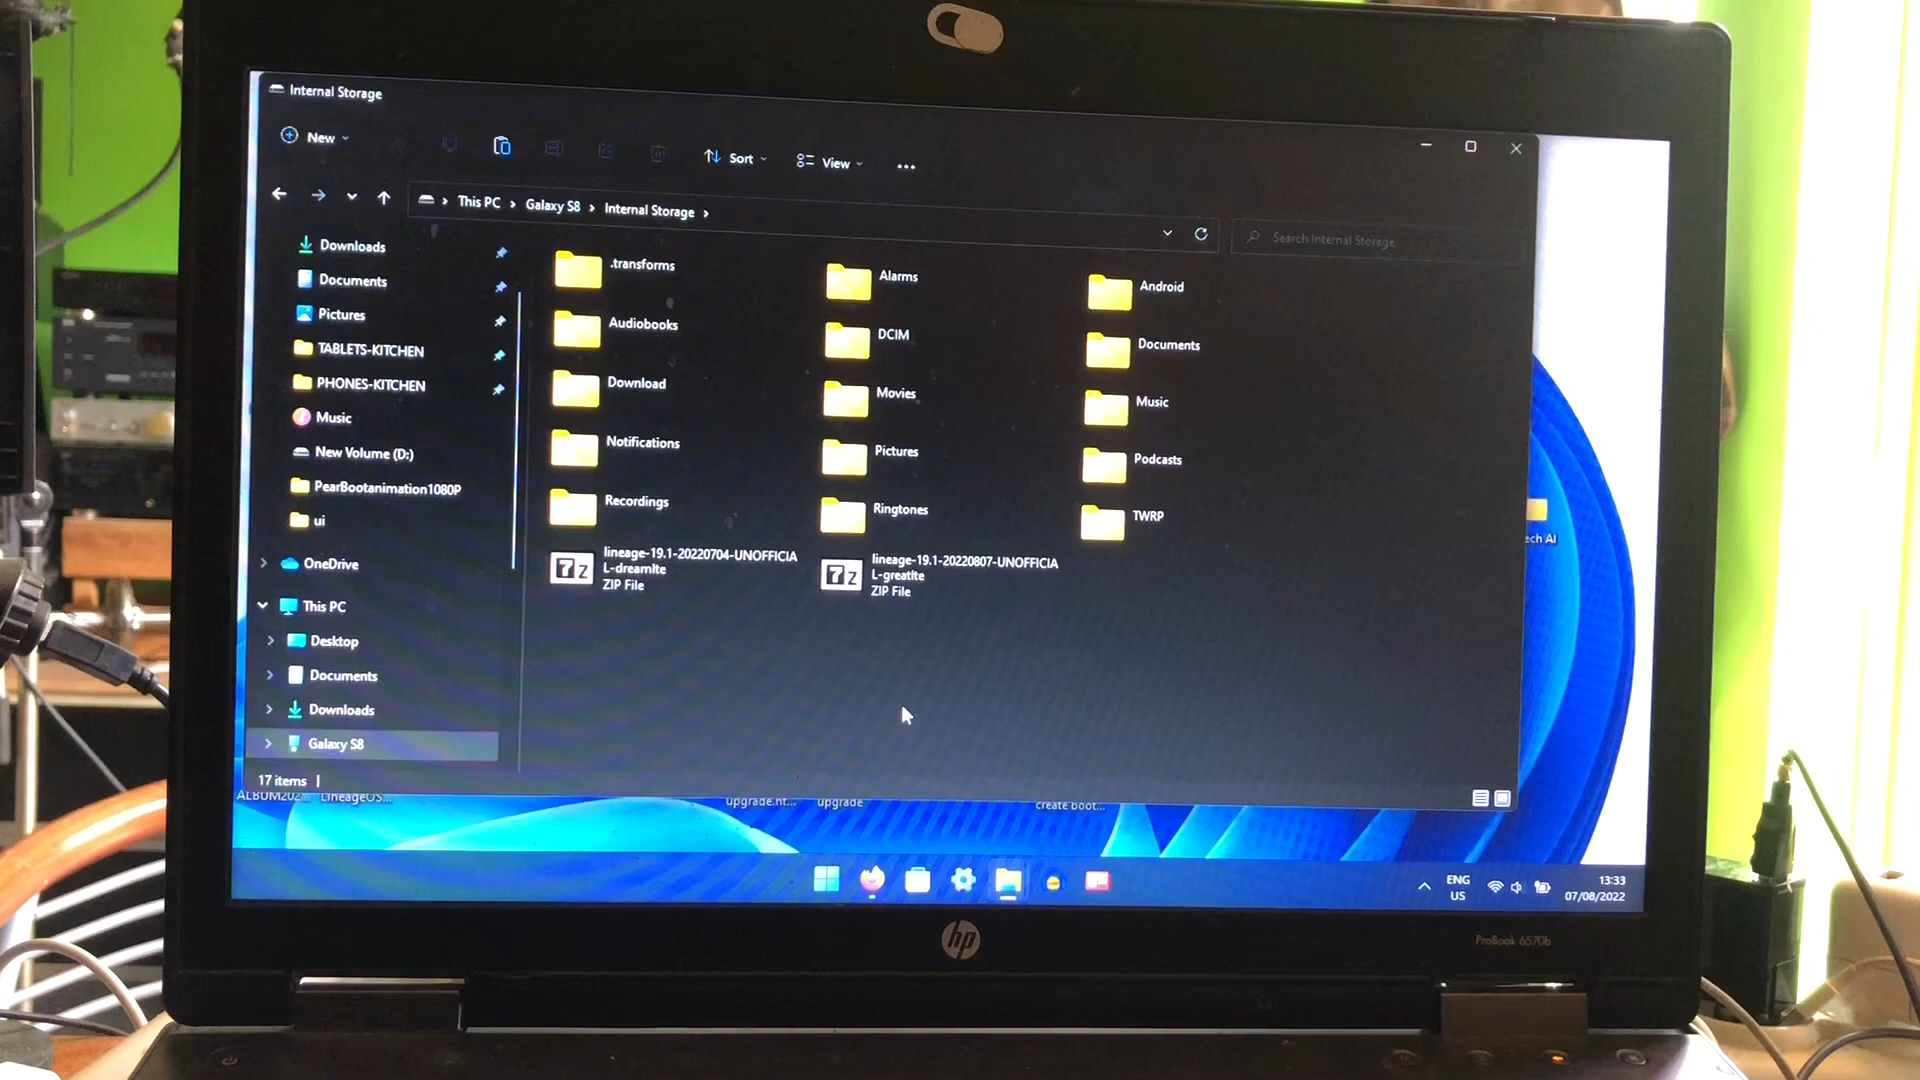 Internal Storage
New
Sort
View
This PC
Galaxy S8
Internal Storage
Search Internal Storage
Downloads
Documents
Pictures
TABLETS-KITCHEN
PHONES-KITCHEN
Music
New Volume (D:)
PearBootanimation1080P
ui
OneDrive
This PC
Desktop
Documents
Downloads
Galaxy S8
.transforms
Alarms
Android
Audiobooks
DCIM
Documents
Download
Movies
Music
Notifications
Pictures
Podcasts
Recordings
Ringtones
TWRP
lineage-19.1-20220704-UNOFFICIA
L-dreamlte
ZIP File
lineage-19.1-20220807-UNOFFICIA
L-greatlte
ZIP File
17 items
ech AI
ALBUM202...
LineageOS...
upgrade.ht...
upgrade
create boot...
ENG
US
13:33
07/08/2022
hp
ProBook 6570b